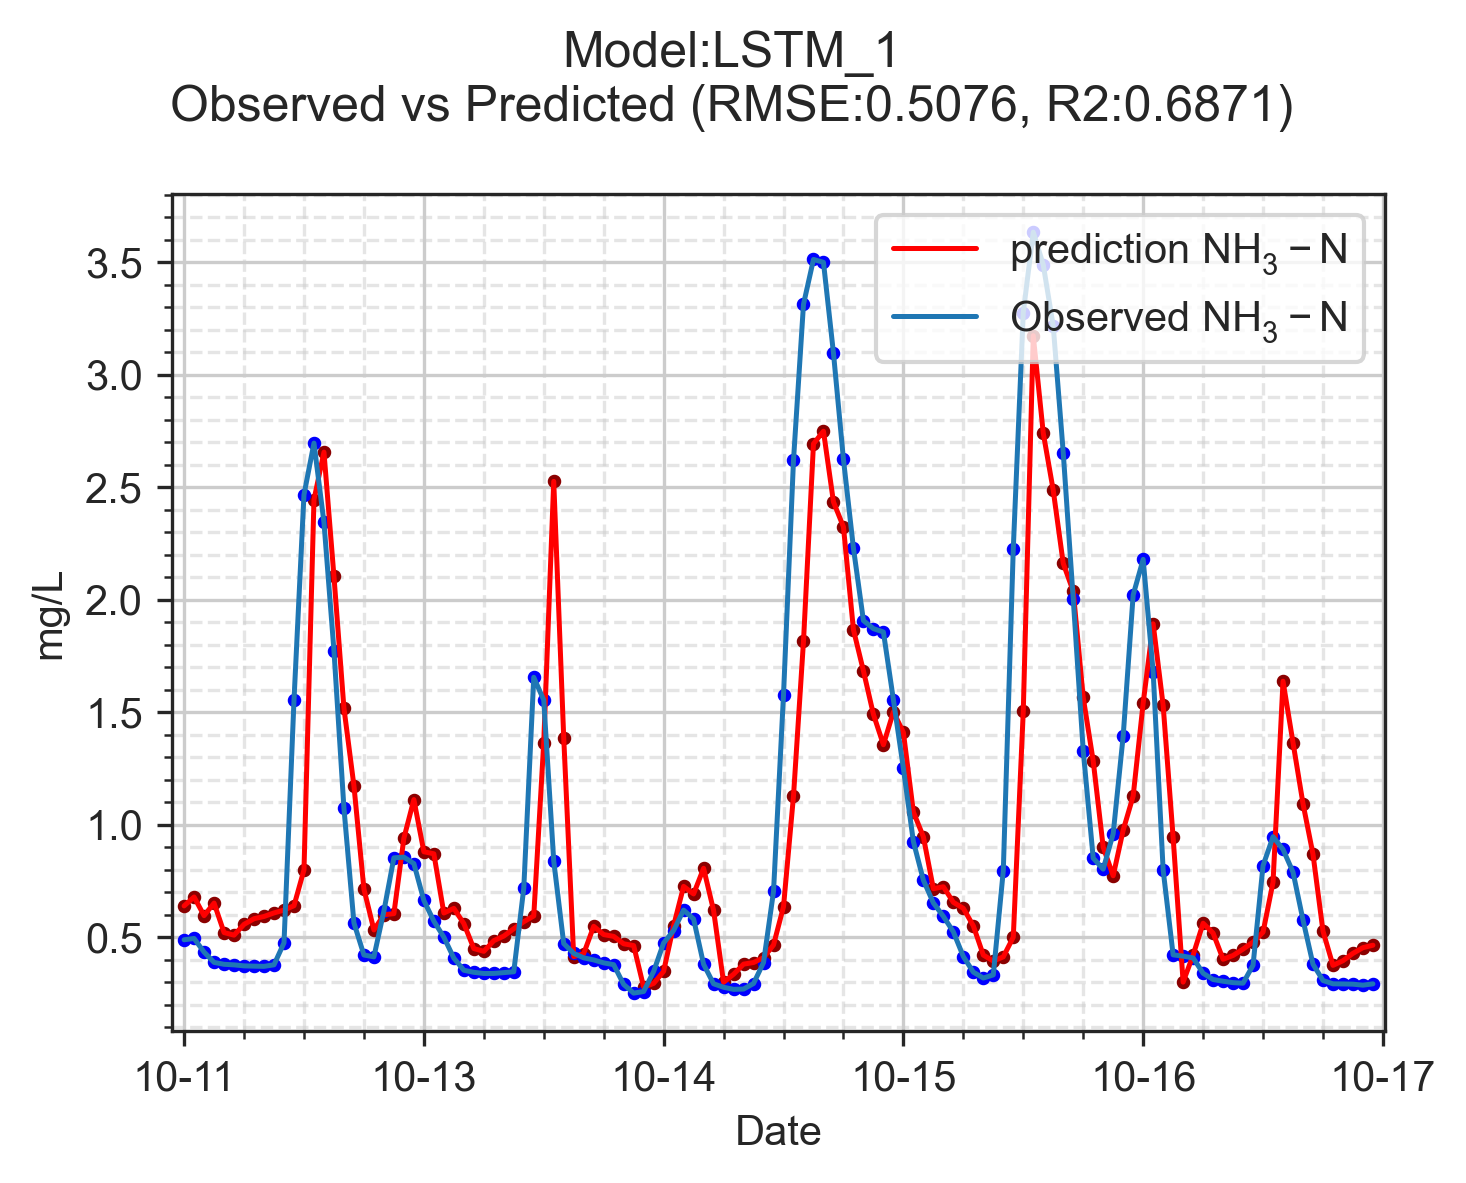 Model:LSTM_1
Observed vs Predicted (RMSE:0.5076, R2:0.6871)
prediction NH₃ − N
Observed NH₃ − N
3.5
3.0
2.5
2.0
1.5
1.0
0.5
mg/L
10-11 10-13 10-14 10-15 10-16 10-17
Date